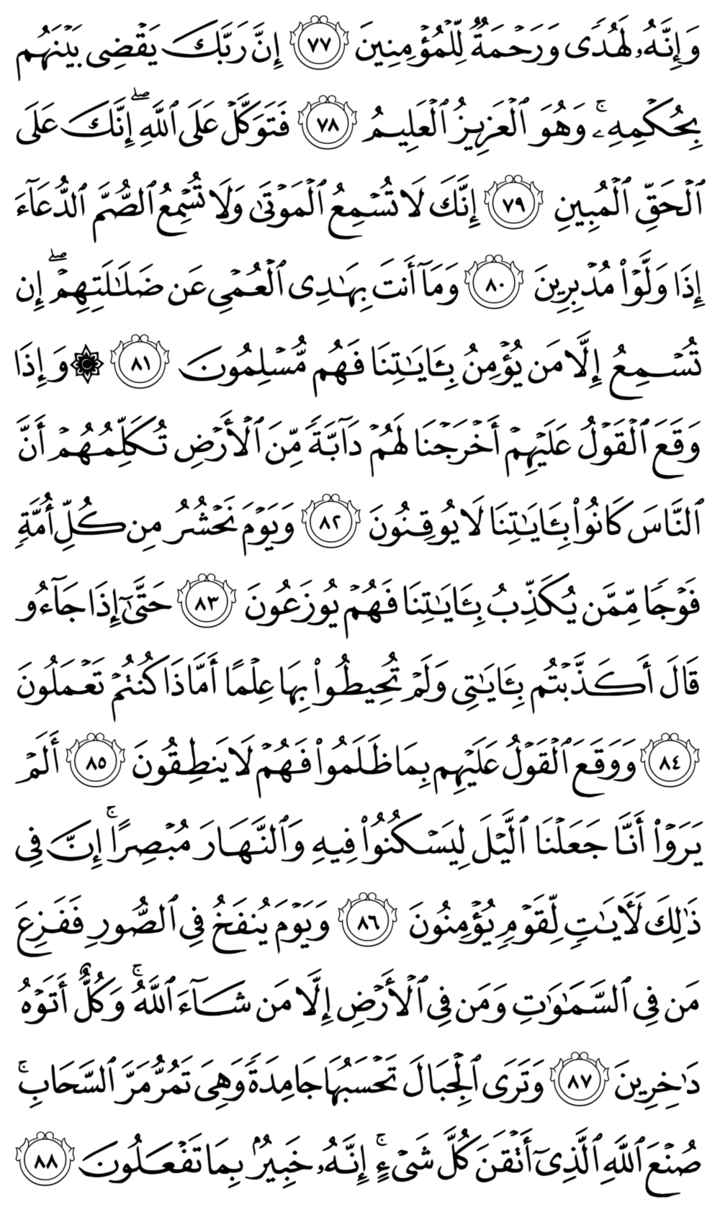 وَإِنَّهُۥ لَهُدٗى وَرَحۡمَةٞ لِّلۡمُؤۡمِنِينَ ٧٧ إِنَّ رَبَّكَ يَقۡضِي بَيۡنَهُم
بِحُكۡمِهِۦۚ وَهُوَ ٱلۡعَزِيزُ ٱلۡعَلِيمُ ٧٨ فَتَوَكَّلۡ عَلَى ٱللَّهِۖ إِنَّكَ عَلَى
ٱلۡحَقِّ ٱلۡمُبِينِ ٧٩ إِنَّكَ لَا تُسۡمِعُ ٱلۡمَوۡتَىٰ وَلَا تُسۡمِعُ ٱلصُّمَّ ٱلدُّعَآءَ
إِذَا وَلَّوۡاْ مُدۡبِرِينَ ٨٠ وَمَآ أَنتَ بِهَٰدِي ٱلۡعُمۡيِ عَن ضَلَٰلَتِهِمۡۖ إِن
تُسۡمِعُ إِلَّا مَن يُؤۡمِنُ بِـَٔايَٰتِنَا فَهُم مُّسۡلِمُونَ ٨١ ۞ وَإِذَا
وَقَعَ ٱلۡقَوۡلُ عَلَيۡهِمۡ أَخۡرَجۡنَا لَهُمۡ دَآبَّةٗ مِّنَ ٱلۡأَرۡضِ تُكَلِّمُهُمۡ أَنَّ
ٱلنَّاسَ كَانُواْ بِـَٔايَٰتِنَا لَا يُوقِنُونَ ٨٢ وَيَوۡمَ نَحۡشُرُ مِن كُلِّ أُمَّةٖ
فَوۡجٗا مِّمَّن يُكَذِّبُ بِـَٔايَٰتِنَا فَهُمۡ يُوزَعُونَ ٨٣ حَتَّىٰٓ إِذَا جَآءُو
قَالَ أَكَذَّبۡتُم بِـَٔايَٰتِي وَلَمۡ تُحِيطُواْ بِهَا عِلۡمًا أَمَّاذَا كُنتُمۡ تَعۡمَلُونَ
٨٤ وَوَقَعَ ٱلۡقَوۡلُ عَلَيۡهِم بِمَا ظَلَمُواْ فَهُمۡ لَا يَنطِقُونَ ٨٥ أَلَمۡ
يَرَوۡاْ أَنَّا جَعَلۡنَا ٱلَّيۡلَ لِيَسۡكُنُواْ فِيهِ وَٱلنَّهَارَ مُبۡصِرًاۚ إِنَّ فِي
ذَٰلِكَ لَأٓيَٰتٖ لِّقَوۡمٖ يُؤۡمِنُونَ ٨٦ وَيَوۡمَ يُنفَخُ فِي ٱلصُّورِ فَفَزِعَ
مَن فِي ٱلسَّمَٰوَٰتِ وَمَن فِي ٱلۡأَرۡضِ إِلَّا مَن شَآءَ ٱللَّهُۚ وَكُلٌّ أَتَوۡهُ
دَٰخِرِينَ ٨٧ وَتَرَى ٱلۡجِبَالَ تَحۡسَبُهَا جَامِدَةٗ وَهِيَ تَمُرُّ مَرَّ ٱلسَّحَابِۚ
صُنۡعَ ٱللَّهِ ٱلَّذِيٓ أَتۡقَنَ كُلَّ شَيۡءٍۚ إِنَّهُۥ خَبِيرُۢ بِمَا تَفۡعَلُونَ ٨٨